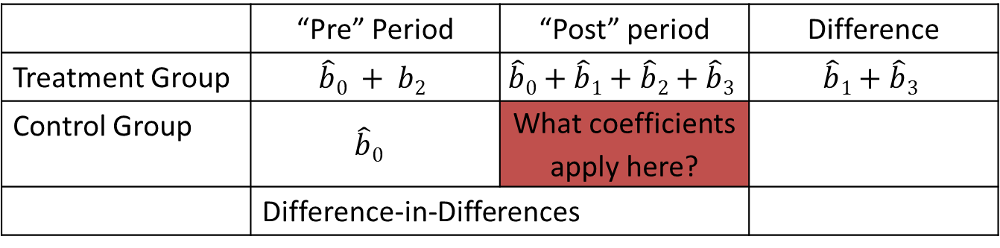 “Pre” Period “Post” period Difference
Treatment Group b̂₀ + b₂ b̂₀ + b̂₁ + b̂₂ + b̂₃ b̂₁ + b̂₃
Control Group b̂₀ What coefficients
apply here?
Difference-in-Differences